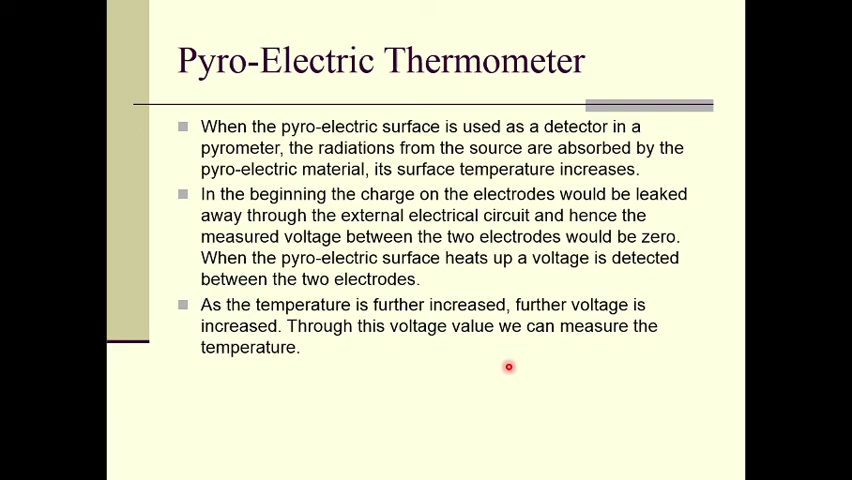 Pyro-Electric Thermometer
When the pyro-electric surface is used as a detector in a
pyrometer, the radiations from the source are absorbed by the
pyro-electric material, its surface temperature increases.
In the beginning the charge on the electrodes would be leaked
away through the external electrical circuit and hence the
measured voltage between the two electrodes would be zero.
When the pyro-electric surface heats up a voltage is detected
between the two electrodes.
As the temperature is further increased, further voltage is
increased. Through this voltage value we can measure the
temperature.